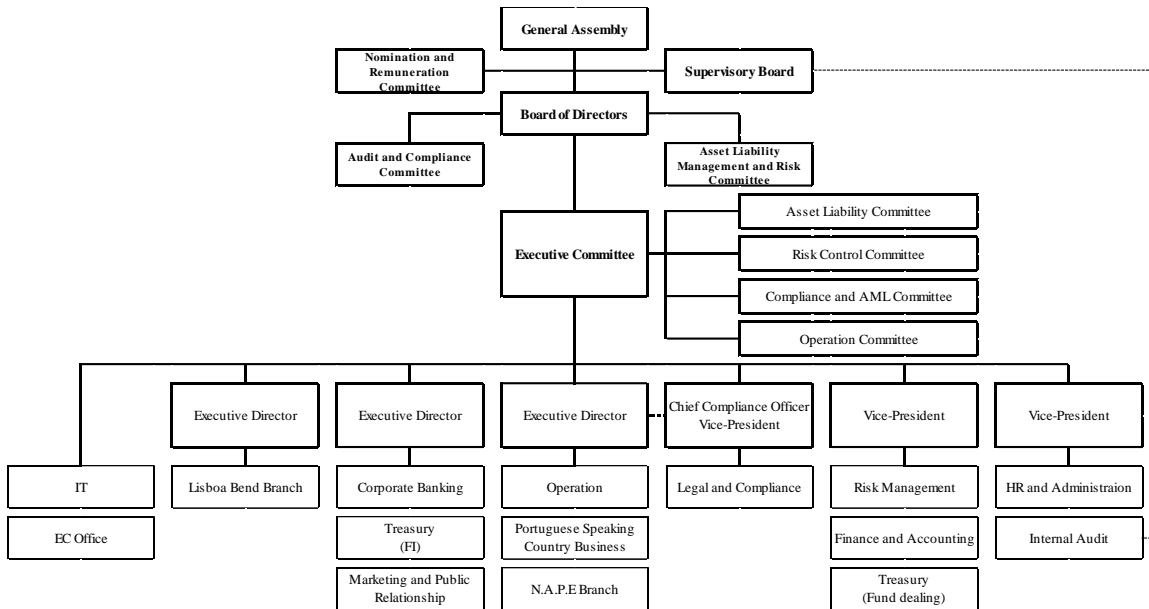 General Assembly
Nomination and
Remuneration
Committee
Supervisory Board
Board of Directors
Audit and Compliance
Committee
Asset Liability
Management and Risk
Committee
Asset Liability Committee
Executive Committee
Risk Control Committee
Compliance and AML Committee
Operation Committee
Executive Director
Executive Director
Executive Director
Chief Compliance Officer
Vice-President
Vice-President
Vice-President
IT
Lisboa Bend Branch
Corporate Banking
Operation
Legal and Compliance
Risk Management
HR and Administraion
EC Office
Treasury
(FI)
Portuguese Speaking
Country Business
Finance and Accounting
Internal Audit
Marketing and Public
Relationship
N.A.P.E Branch
Treasury
(Fund dealing)